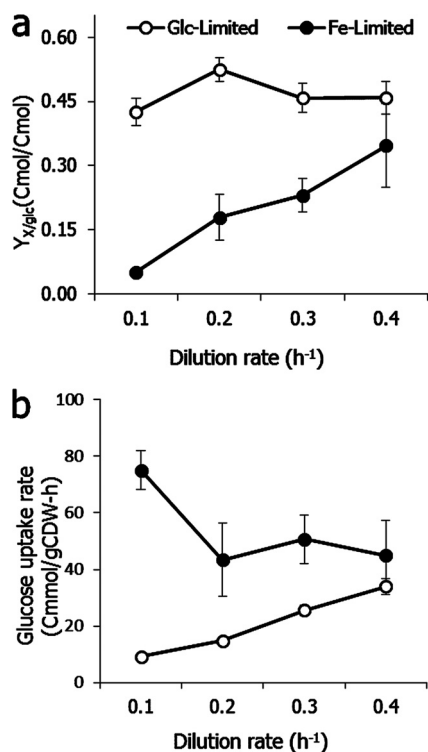 a
Glc-Limited Fe-Limited
Y_X/glc(Cmol/Cmol)
0.60
0.45
0.30
0.15
0.00
0.1 0.2 0.3 0.4
Dilution rate (h⁻¹)
b
Glucose uptake rate
(Cmmol/gCDW-h)
100
80
60
40
20
0
0.1 0.2 0.3 0.4
Dilution rate (h⁻¹)